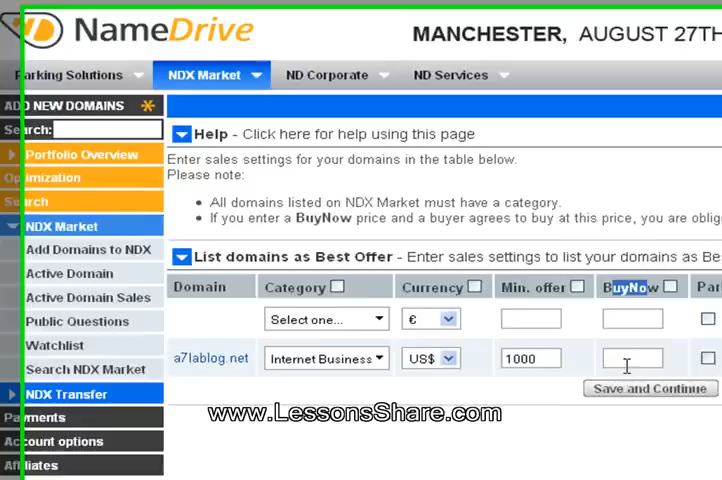 NameDrive
MANCHESTER, AUGUST 27TH
Parking Solutions NDX Market ND Corporate ND Services
ADD NEW DOMAINS
Search:
Portfolio Overview
Optimization
Search
NDX Market
Add Domains to NDX
Active Domain
Active Domain Sales
Public Questions
Watchlist
Search NDX Market
NDX Transfer
Payments
Account options
Affiliates
Help - Click here for help using this page
Enter sales settings for your domains in the table below.
Please note:
• All domains listed on NDX Market must have a category.
• If you enter a BuyNow price and a buyer agrees to buy at this price, you are oblig
List domains as Best Offer - Enter sales settings to list your domains as Bes
Domain Category Currency Min. offer BuyNow Par
Select one... €
a7lablog.net Internet Business US$ 1000
Save and Continue
www.LessonsShare.com